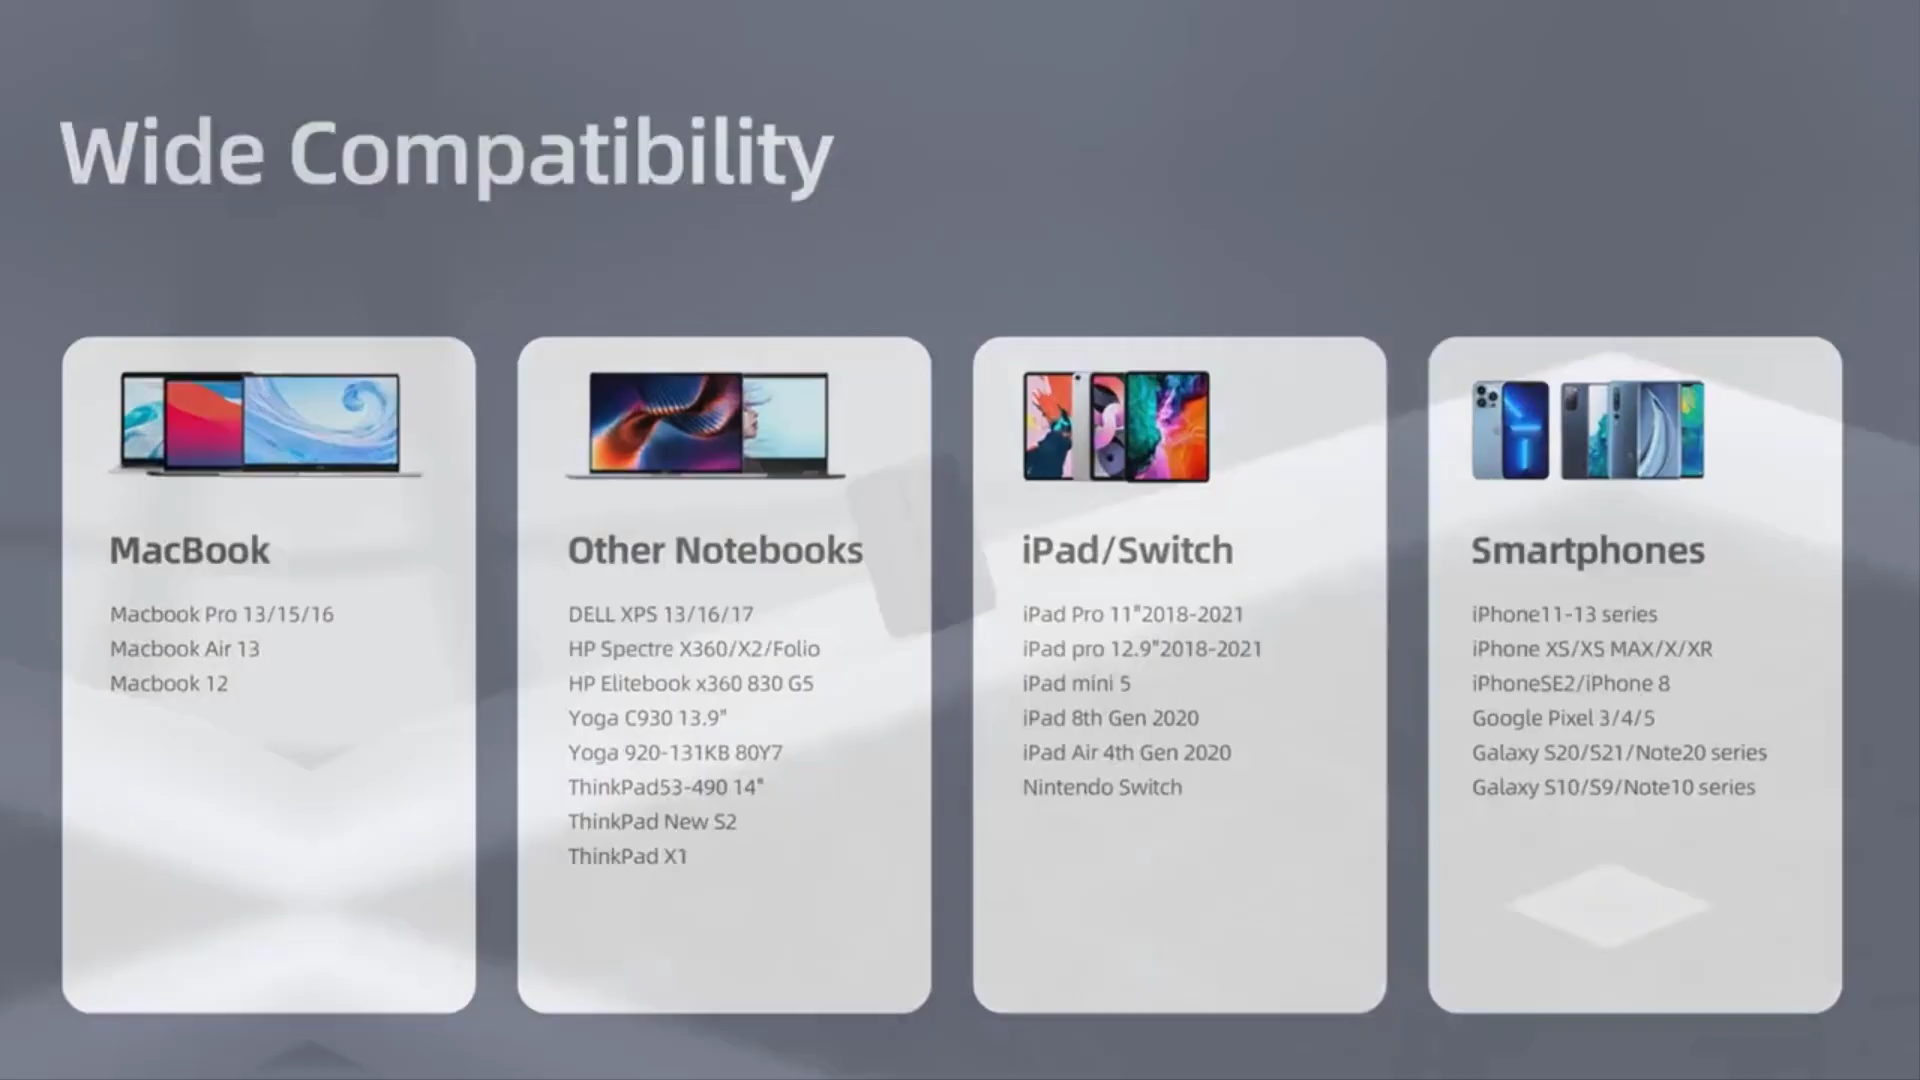 Wide Compatibility
MacBook
Macbook Pro 13/15/16
Macbook Air 13
Macbook 12
Other Notebooks
DELL XPS 13/16/17
HP Spectre X360/X2/Folio
HP Elitebook x360 830 G5
Yoga C930 13.9"
Yoga 920-131KB 80Y7
ThinkPad53-490 14"
ThinkPad New S2
ThinkPad X1
iPad/Switch
iPad Pro 11"2018-2021
iPad pro 12.9"2018-2021
iPad mini 5
iPad 8th Gen 2020
iPad Air 4th Gen 2020
Nintendo Switch
Smartphones
iPhone11-13 series
iPhone XS/XS MAX/X/XR
iPhoneSE2/iPhone 8
Google Pixel 3/4/5
Galaxy S20/S21/Note20 series
Galaxy S10/S9/Note10 series